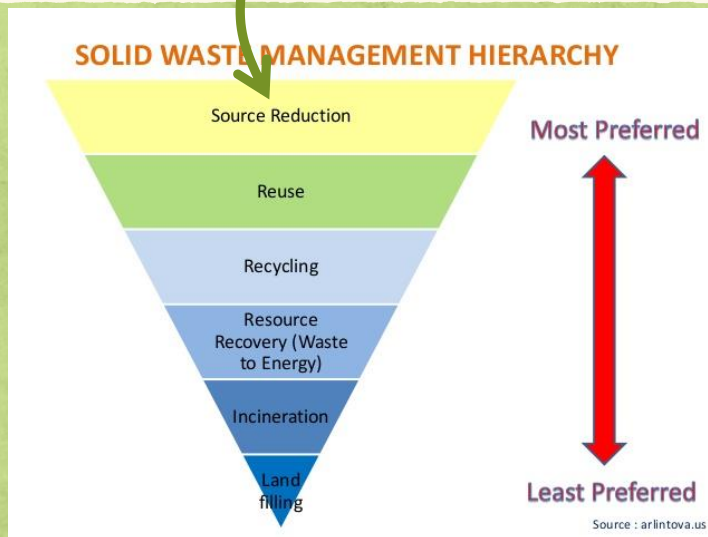 SOLID WASTE MANAGEMENT HIERARCHY
Source Reduction
Most Preferred
Reuse
Recycling
Resource
Recovery (Waste
to Energy)
Incineration
Land
filling
Least Preferred
Source : arlintova.us